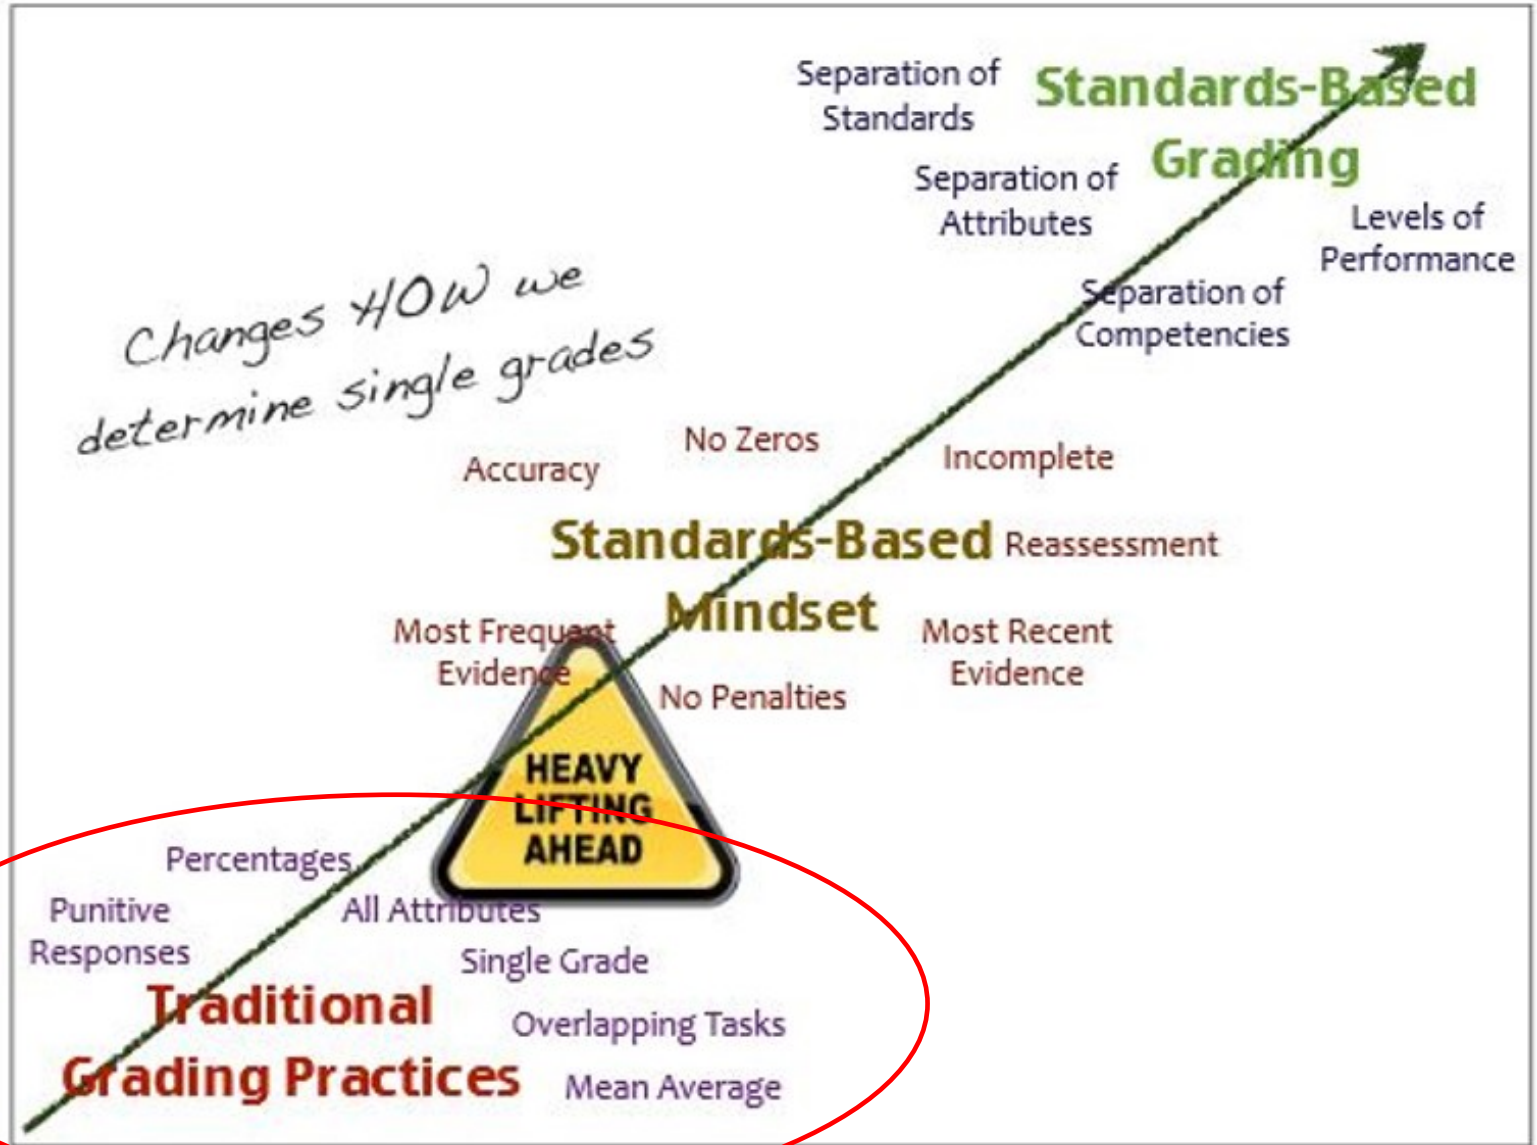 Separation of
Standards
Standards-Based
Grading
Separation of
Attributes
Levels of
Performance
Separation of
Competencies
Changes HOW we
determine single grades
Accuracy
No Zeros
Incomplete
Standards-Based
Mindset
Reassessment
Most Frequent
Evidence
No Penalties
Most Recent
Evidence
HEAVY
LIFTING
AHEAD
Percentages
Punitive
Responses
All Attributes
Single Grade
Traditional
Grading Practices
Overlapping Tasks
Mean Average